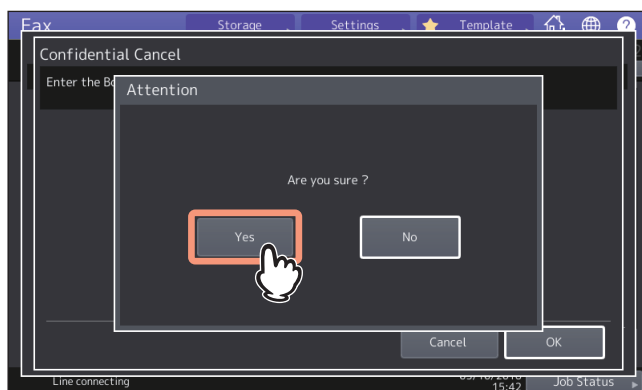 Fax
Storage
Settings
Template
?
Confidential Cancel
Enter the
Attention
Are you sure ?
Yes
No
Cancel
OK
Line connecting
15:42
Job Status